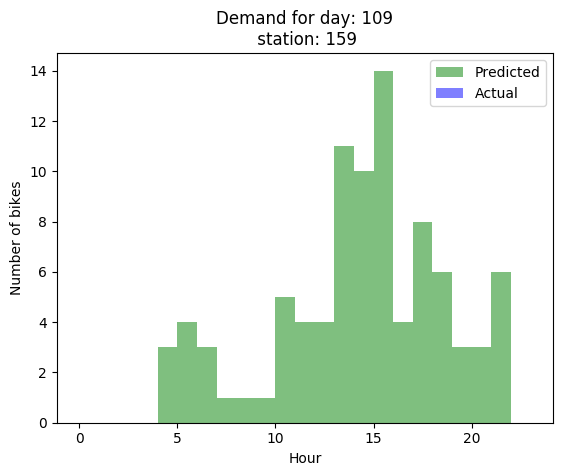 Demand for day: 109
station: 159
Predicted
Actual
Number of bikes
14
12
10
8
6
4
2
0
0 5 10 15 20
Hour